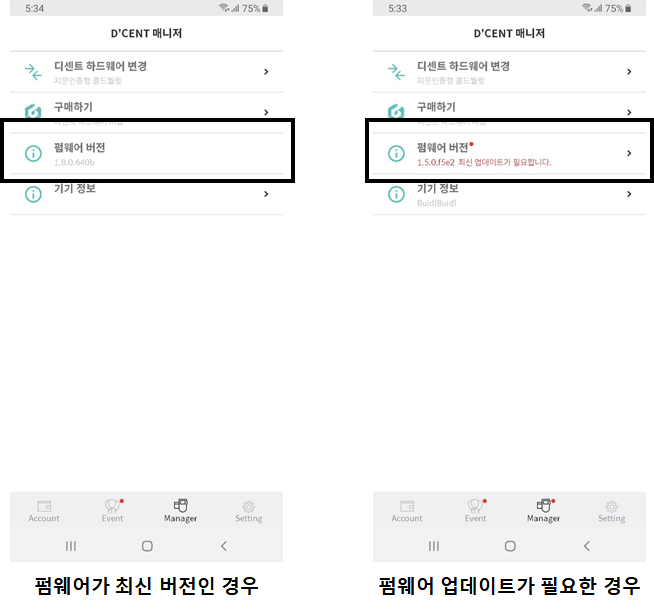 5:34 75%
D'CENT 매니저
디센트 하드웨어 변경
지문인증형 콜드월렛
구매하기
펌웨어 버전
1.8.0.640b
기기 정보
Account Event Manager Setting
펌웨어가 최신 버전인 경우
5:33 75%
D'CENT 매니저
디센트 하드웨어 변경
지문인증형 콜드월렛
구매하기
펌웨어 버전
1.5.0.f5e2 최신 업데이트가 필요합니다.
기기 정보
BuidlBuidl
Account Event Manager Setting
펌웨어 업데이트가 필요한 경우